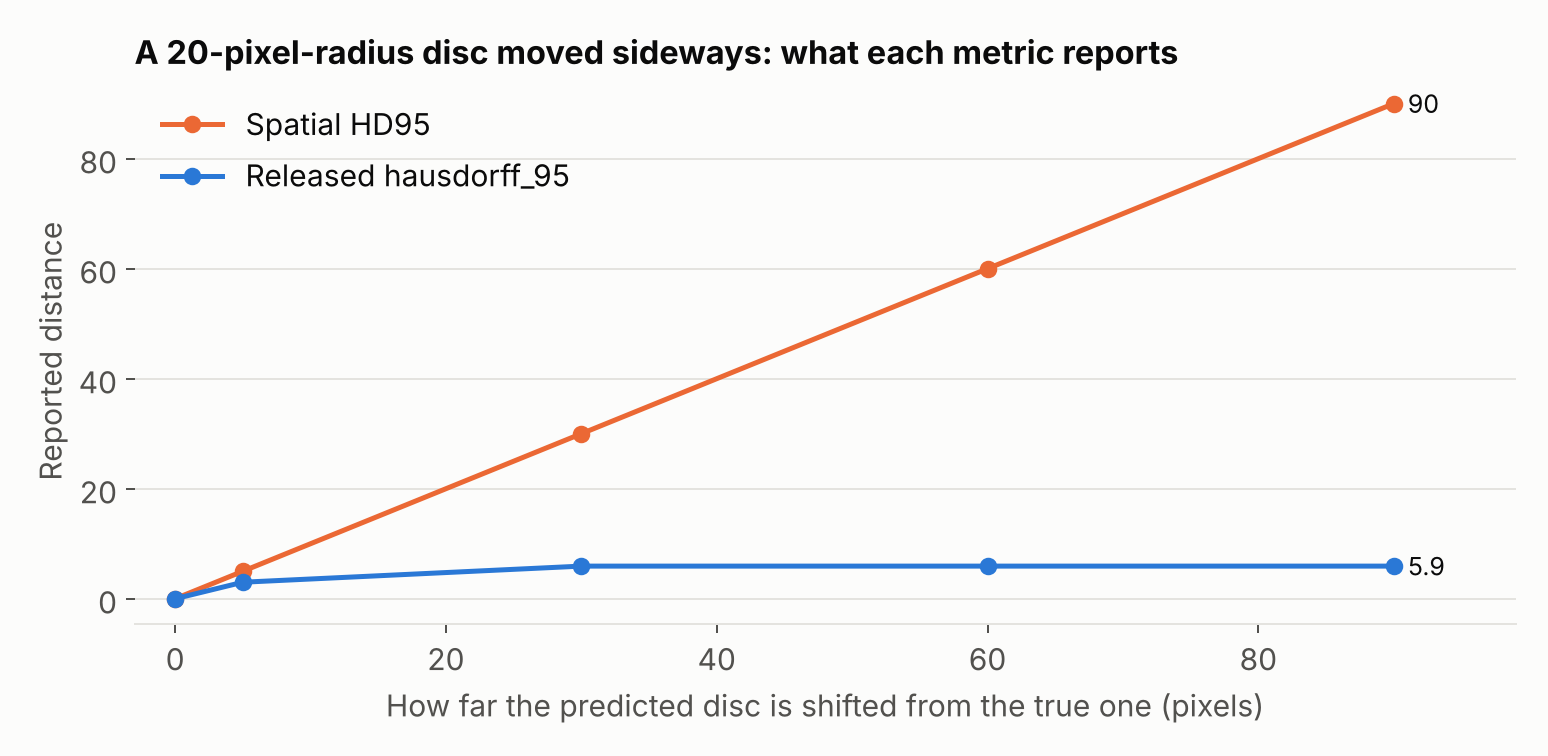 A 20-pixel-radius disc moved sideways: what each metric reports
Spatial HD95
Released hausdorff_95
90
5.9
Reported distance
80
60
40
20
0
0 20 40 60 80
How far the predicted disc is shifted from the true one (pixels)